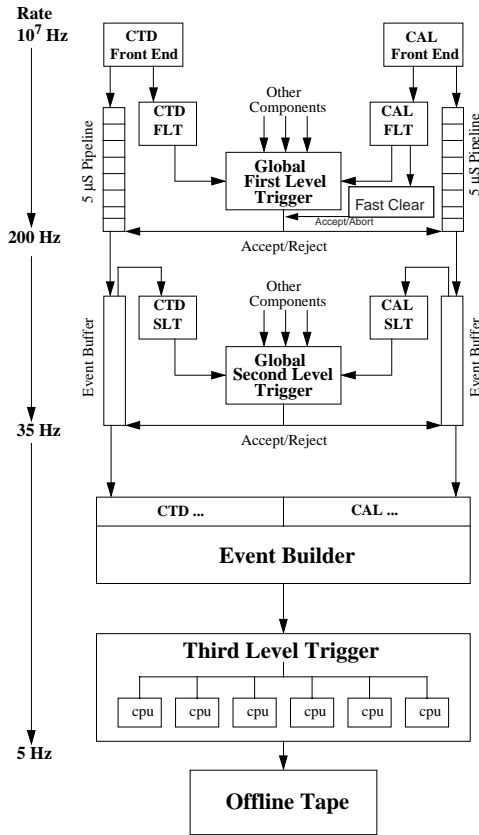 Rate
10⁷ Hz
CTD
Front End
CAL
Front End
Other
Components
CTD
FLT
CAL
FLT
5 µS Pipeline
5 µS Pipeline
Global
First Level
Trigger
Fast Clear
Accept/Abort
200 Hz
Accept/Reject
Other
Components
CTD
SLT
CAL
SLT
Event Buffer
Event Buffer
Global
Second Level
Trigger
35 Hz
Accept/Reject
CTD ...
CAL ...
Event Builder
Third Level Trigger
cpu
cpu
cpu
cpu
cpu
cpu
5 Hz
Offline Tape